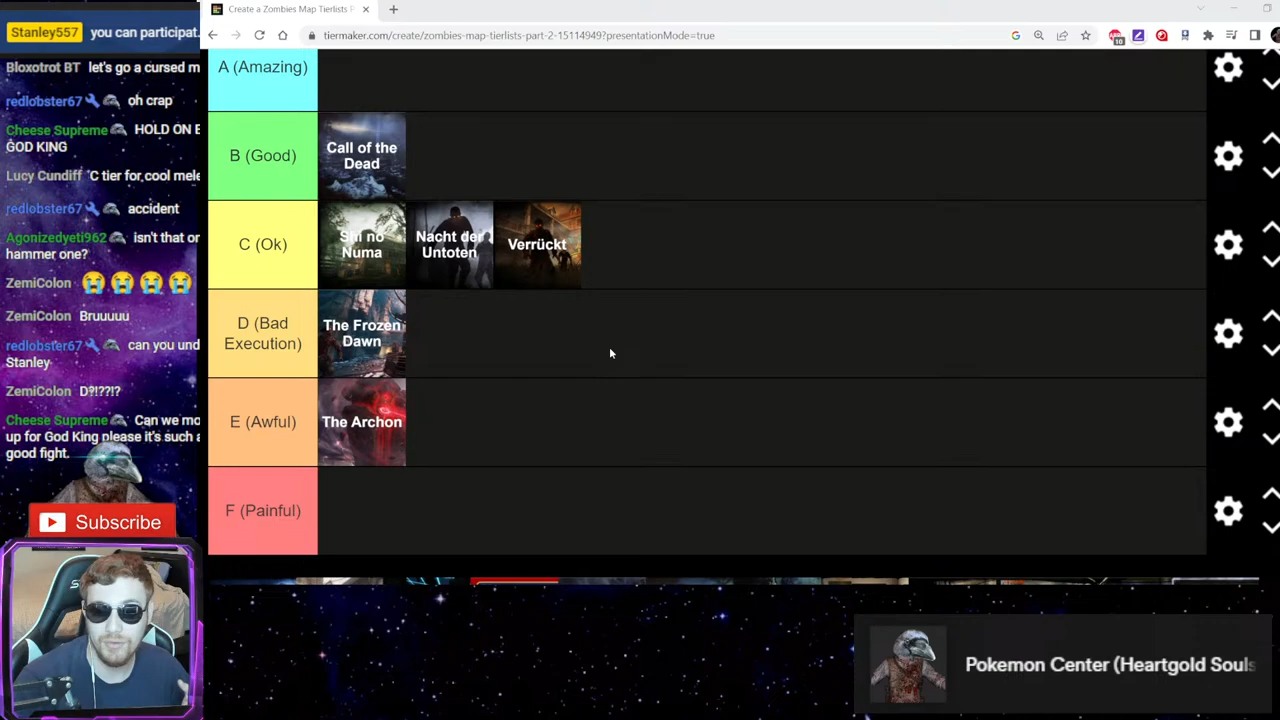 Stanley557 you can participat.
Create a Zombies Map Tierlists P
tiermaker.com/create/zombies-map-tierlists-part-2-15114949?presentationMode=true
10
Bloxotrot BT let's go a cursed m
redlobster67 oh crap
Cheese Supreme HOLD ON E
GOD KING
Lucy Cundiff 'C tier for cool mele
redlobster67 accident
Agonizedyeti962 isn't that or
hammer one?
ZemiColon
ZemiColon Bruuuuu
redlobster67 can you und
Stanley
ZemiColon D?!??!?
Cheese Supreme Can we mo
up for God King please it's such a
good fight.
Subscribe
A (Amazing)
B (Good)
Call of the
Dead
C (Ok)
Shi no
Numa
Nacht der
Untoten
Verrückt
D (Bad
Execution)
The Frozen
Dawn
E (Awful)
The Archon
F (Painful)
Pokemon Center (Heartgold Souls